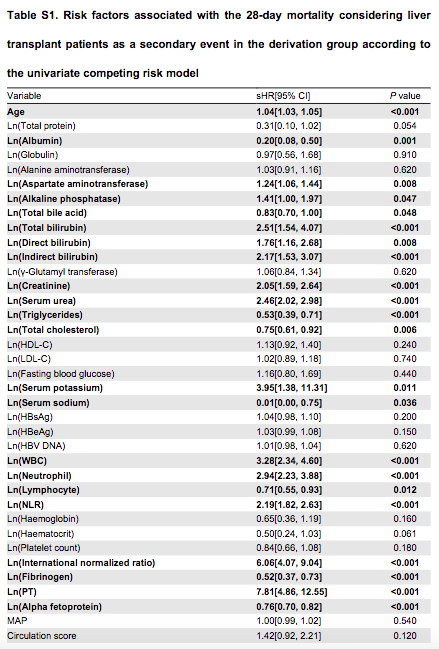 Table S1. Risk factors associated with the 28-day mortality considering liver
transplant patients as a secondary event in the derivation group according to
the univariate competing risk model
Variable sHR[95% CI] P value
Age 1.04[1.03, 1.05] <0.001
Ln(Total protein) 0.31[0.10, 1.02] 0.054
Ln(Albumin) 0.20[0.08, 0.50] 0.001
Ln(Globulin) 0.97[0.56, 1.68] 0.910
Ln(Alanine aminotransferase) 1.03[0.91, 1.16] 0.620
Ln(Aspartate aminotransferase) 1.24[1.06, 1.44] 0.008
Ln(Alkaline phosphatase) 1.41[1.00, 1.97] 0.047
Ln(Total bile acid) 0.83[0.70, 1.00] 0.048
Ln(Total bilirubin) 2.51[1.54, 4.07] <0.001
Ln(Direct bilirubin) 1.76[1.16, 2.68] 0.008
Ln(Indirect bilirubin) 2.17[1.53, 3.07] <0.001
Ln(γ-Glutamyl transferase) 1.06[0.84, 1.34] 0.620
Ln(Creatinine) 2.05[1.59, 2.64] <0.001
Ln(Serum urea) 2.46[2.02, 2.98] <0.001
Ln(Triglycerides) 0.53[0.39, 0.71] <0.001
Ln(Total cholesterol) 0.75[0.61, 0.92] 0.006
Ln(HDL-C) 1.13[0.92, 1.40] 0.240
Ln(LDL-C) 1.02[0.89, 1.18] 0.740
Ln(Fasting blood glucose) 1.16[0.80, 1.69] 0.440
Ln(Serum potassium) 3.95[1.38, 11.31] 0.011
Ln(Serum sodium) 0.01[0.00, 0.75] 0.036
Ln(HBsAg) 1.04[0.98, 1.10] 0.200
Ln(HBeAg) 1.03[0.99, 1.08] 0.150
Ln(HBV DNA) 1.01[0.98, 1.04] 0.620
Ln(WBC) 3.28[2.34, 4.60] <0.001
Ln(Neutrophil) 2.94[2.23, 3.88] <0.001
Ln(Lymphocyte) 0.71[0.55, 0.93] 0.012
Ln(NLR) 2.19[1.82, 2.63] <0.001
Ln(Haemoglobin) 0.65[0.36, 1.19] 0.160
Ln(Haematocrit) 0.50[0.24, 1.03] 0.061
Ln(Platelet count) 0.84[0.66, 1.08] 0.180
Ln(International normalized ratio) 6.06[4.07, 9.04] <0.001
Ln(Fibrinogen) 0.52[0.37, 0.73] <0.001
Ln(PT) 7.81[4.86, 12.55] <0.001
Ln(Alpha fetoprotein) 0.76[0.70, 0.82] <0.001
MAP 1.00[0.99, 1.02] 0.540
Circulation score 1.42[0.92, 2.21] 0.120